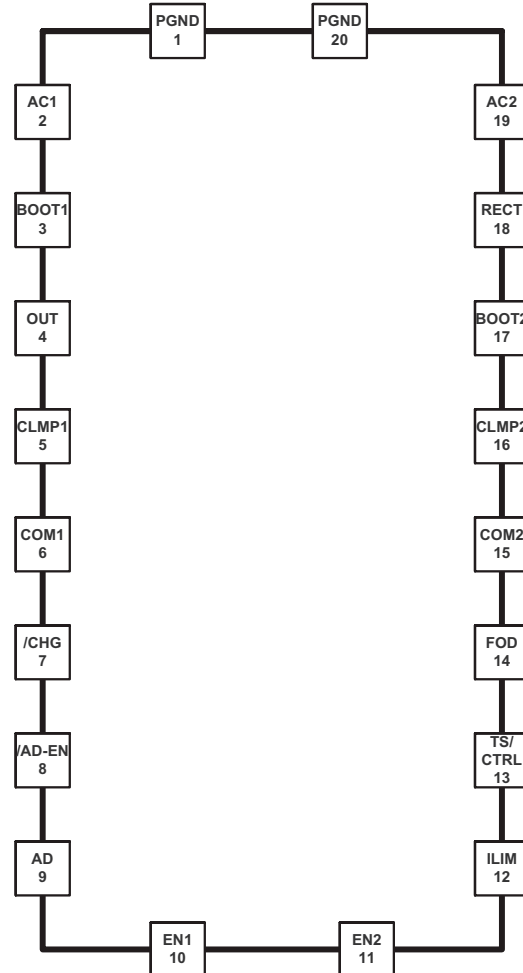 PGND
1
PGND
20
AC1
2
AC2
19
BOOT1
3
RECT
18
OUT
4
BOOT2
17
CLMP1
5
CLMP2
16
COM1
6
COM2
15
/CHG
7
FOD
14
/AD-EN
8
TS/
CTRL
13
AD
9
ILIM
12
EN1
10
EN2
11